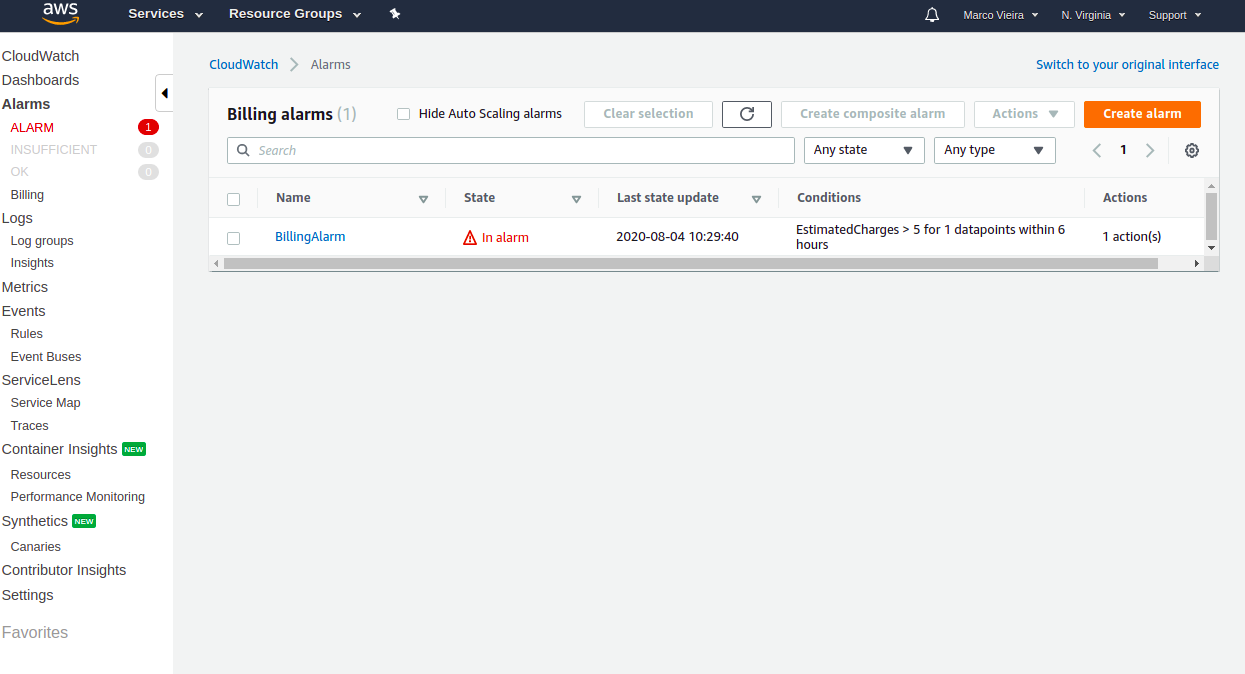 aws
Services
Resource Groups
Marco Vieira
N. Virginia
Support
CloudWatch
Dashboards
Alarms
ALARM 1
INSUFFICIENT 0
OK 0
Billing
Logs
Log groups
Insights
Metrics
Events
Rules
Event Buses
ServiceLens
Service Map
Traces
Container Insights NEW
Resources
Performance Monitoring
Synthetics NEW
Canaries
Contributor Insights
Settings
Favorites
CloudWatch
Alarms
Switch to your original interface
Billing alarms (1)
Hide Auto Scaling alarms
Clear selection
Create composite alarm
Actions
Create alarm
Search
Any state
Any type
1
Name
State
Last state update
Conditions
Actions
BillingAlarm
In alarm
2020-08-04 10:29:40
EstimatedCharges > 5 for 1 datapoints within 6
hours
1 action(s)